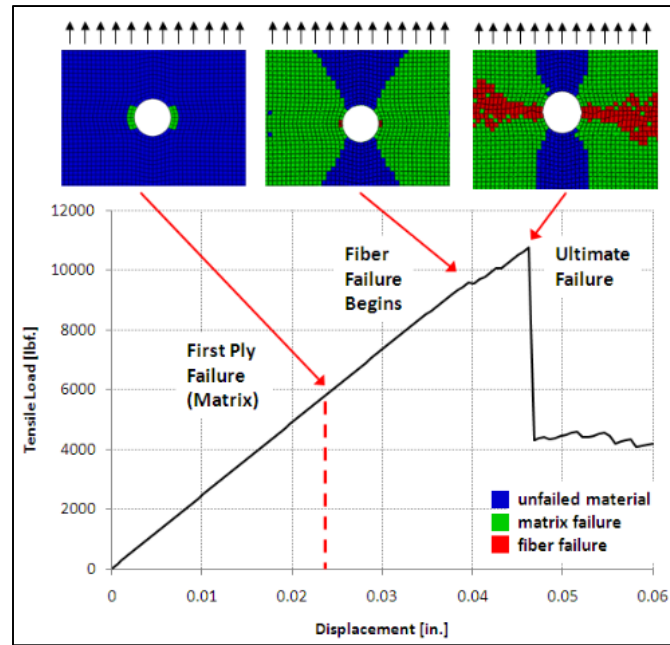 12000
10000
8000
6000
4000
2000
0
Tensile Load [lbf.]
First Ply
Failure
(Matrix)
Fiber
Failure
Begins
Ultimate
Failure
unfailed material
matrix failure
fiber failure
0 0.01 0.02 0.03 0.04 0.05 0.06
Displacement [in.]